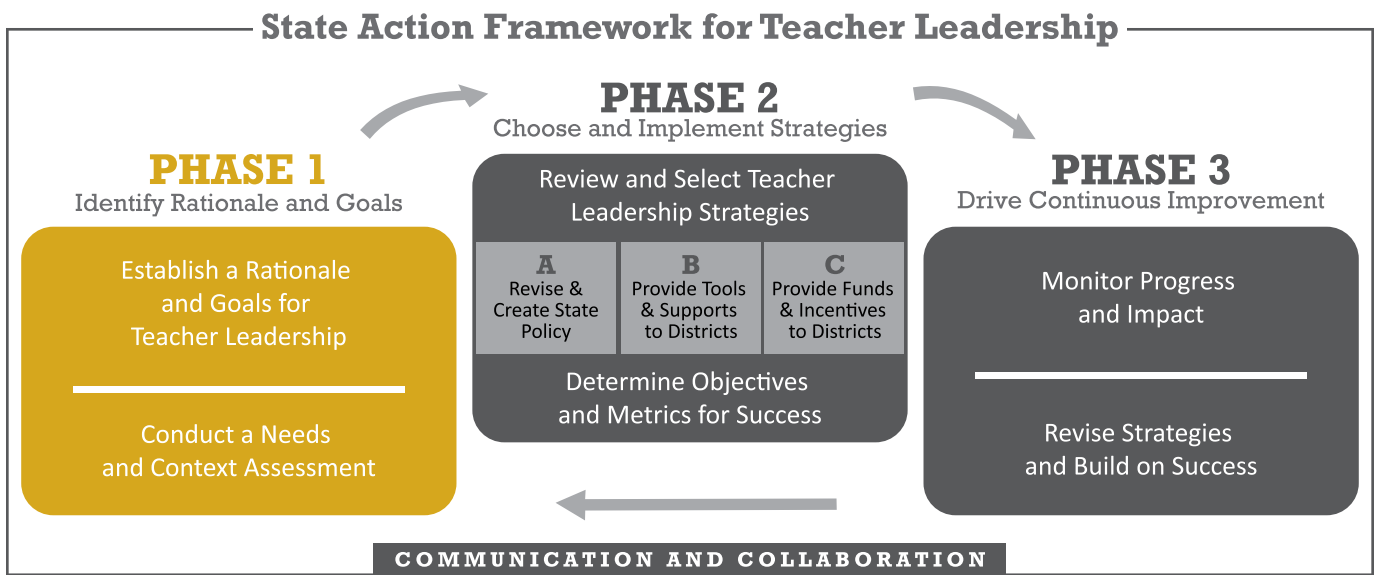 State Action Framework for Teacher Leadership
PHASE 1
Identify Rationale and Goals
Establish a Rationale
and Goals for
Teacher Leadership
Conduct a Needs
and Context Assessment
PHASE 2
Choose and Implement Strategies
Review and Select Teacher
Leadership Strategies
A
Revise &
Create State
Policy
B
Provide Tools
& Supports
to Districts
C
Provide Funds
& Incentives
to Districts
Determine Objectives
and Metrics for Success
PHASE 3
Drive Continuous Improvement
Monitor Progress
and Impact
Revise Strategies
and Build on Success
COMMUNICATION AND COLLABORATION